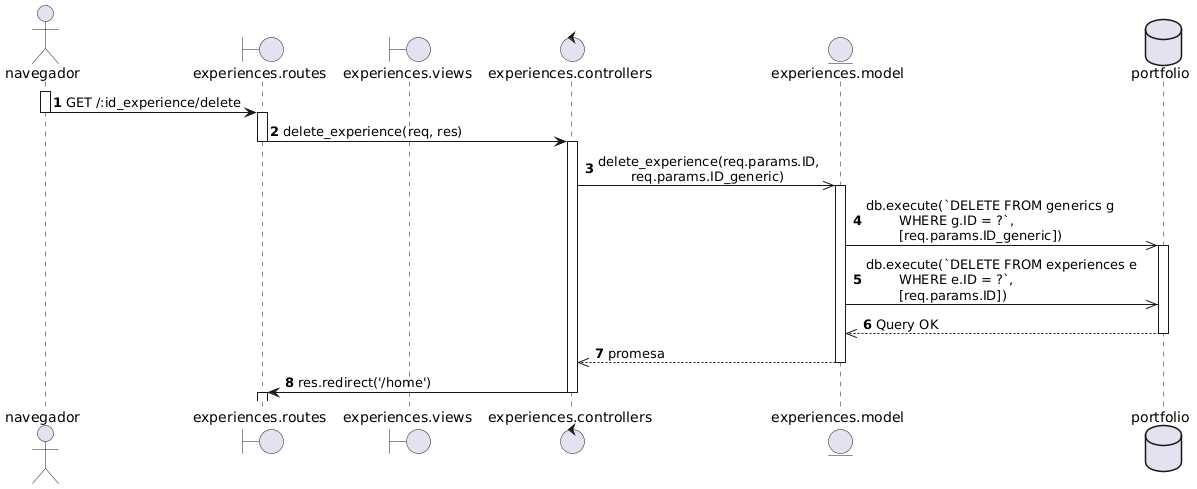 navegador
experiences.routes
experiences.views
experiences.controllers
experiences.model
portfolio
1 GET /:id_experience/delete
2 delete_experience(req, res)
3 delete_experience(req.params.ID,
req.params.ID_generic)
4 db.execute(`DELETE FROM generics g
WHERE g.ID = ?`,
[req.params.ID_generic])
5 db.execute(`DELETE FROM experiences e
WHERE e.ID = ?`,
[req.params.ID])
6 Query OK
7 promesa
8 res.redirect('/home')
navegador
experiences.routes
experiences.views
experiences.controllers
experiences.model
portfolio